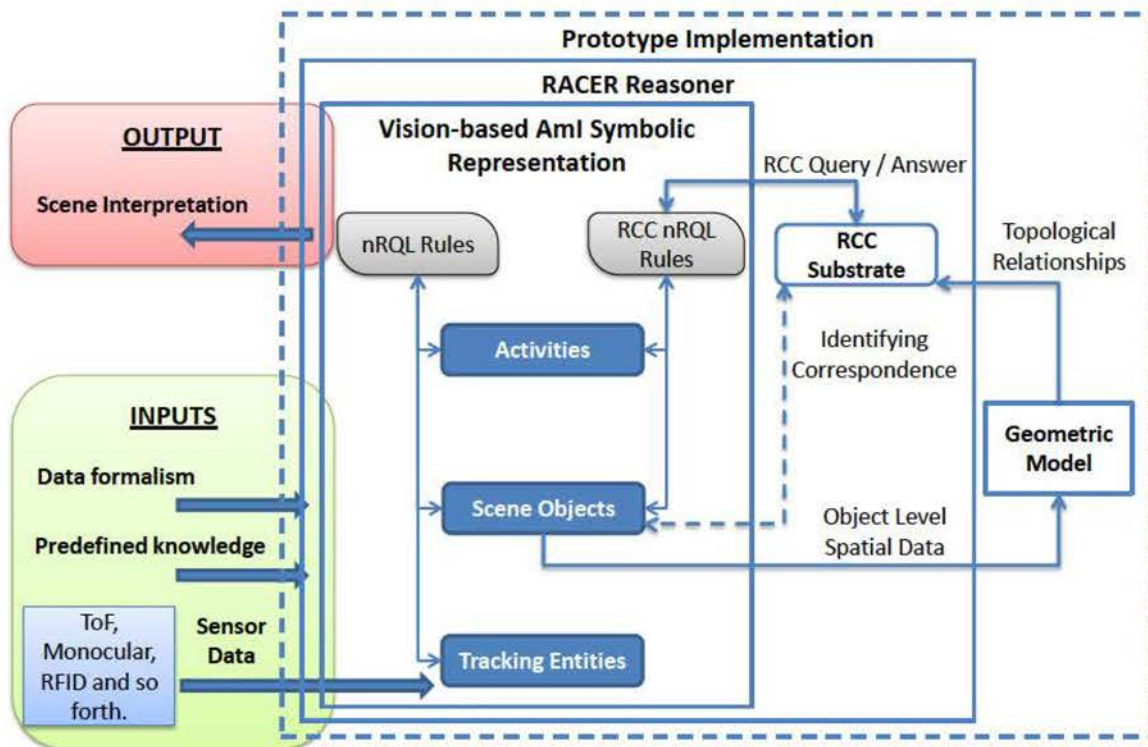 Prototype Implementation
RACER Reasoner
Vision-based AmI Symbolic
Representation
OUTPUT
Scene Interpretation
nRQL Rules
RCC nRQL
Rules
RCC Query / Answer
RCC
Substrate
Topological
Relationships
Activities
Identifying
Correspondence
INPUTS
Data formalism
Predefined knowledge
ToF,
Monocular,
RFID and so
forth.
Sensor
Data
Scene Objects
Geometric
Model
Object Level
Spatial Data
Tracking Entities